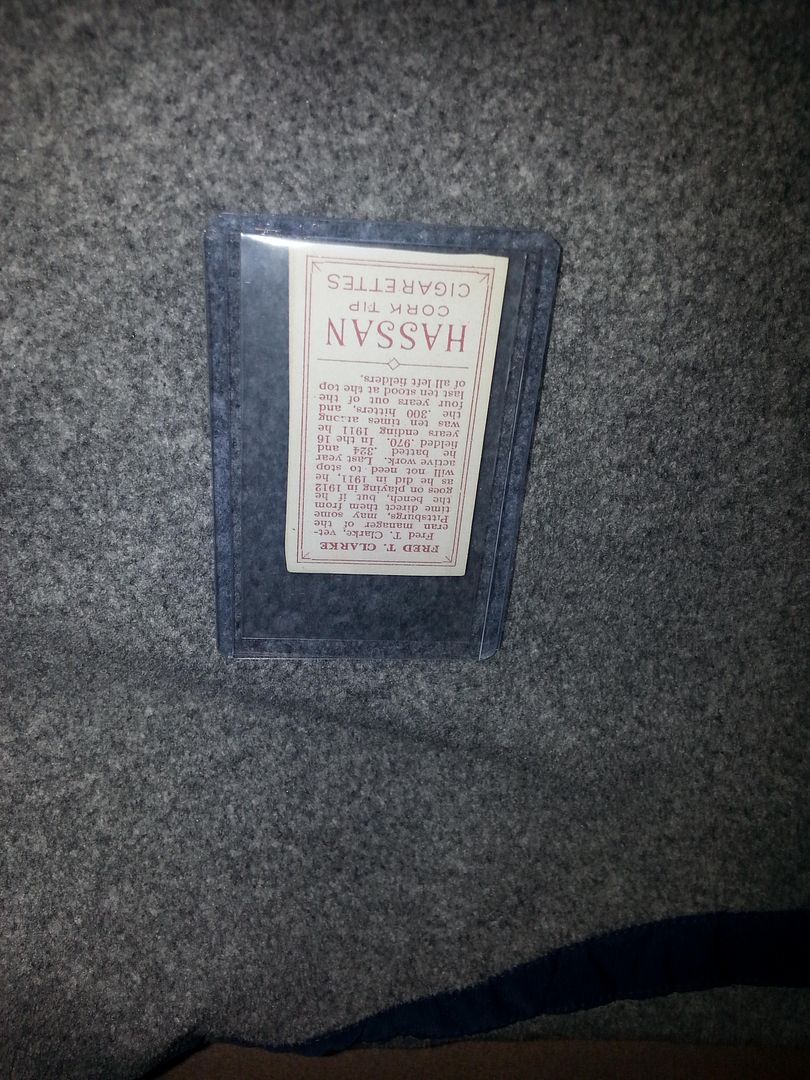 FRED T. CLARKE
Fred T. Clarke, vet-
eran manager of the
Pittsburgs, may some
time direct them from
the bench, but if he
goes on playing in 1912
as he did in 1911, he
will not need to stop
active work. Last year
he batted .324 and
fielded .970. In the 16
years ending 1911 he
was ten times among
the .300 hitters, and
four years out of the
last ten stood at the top
of all left fielders.
HASSAN
CORK TIP
CIGARETTES